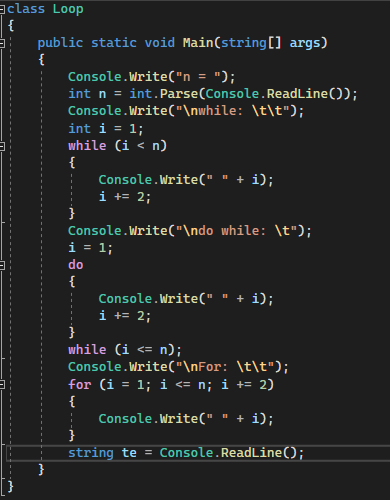 class Loop
{
    public static void Main(string[] args)
    {
        Console.Write("n = ");
        int n = int.Parse(Console.ReadLine());
        Console.Write("\nwhile: \t\t");
        int i = 1;
        while (i < n)
        {
            Console.Write(" " + i);
            i += 2;
        }
        Console.Write("\ndo while: \t");
        i = 1;
        do
        {
            Console.Write(" " + i);
            i += 2;
        }
        while (i <= n);
        Console.Write("\nFor: \t\t");
        for (i = 1; i <= n; i += 2)
        {
            Console.Write(" " + i);
        }
        string te = Console.ReadLine();
    }
}